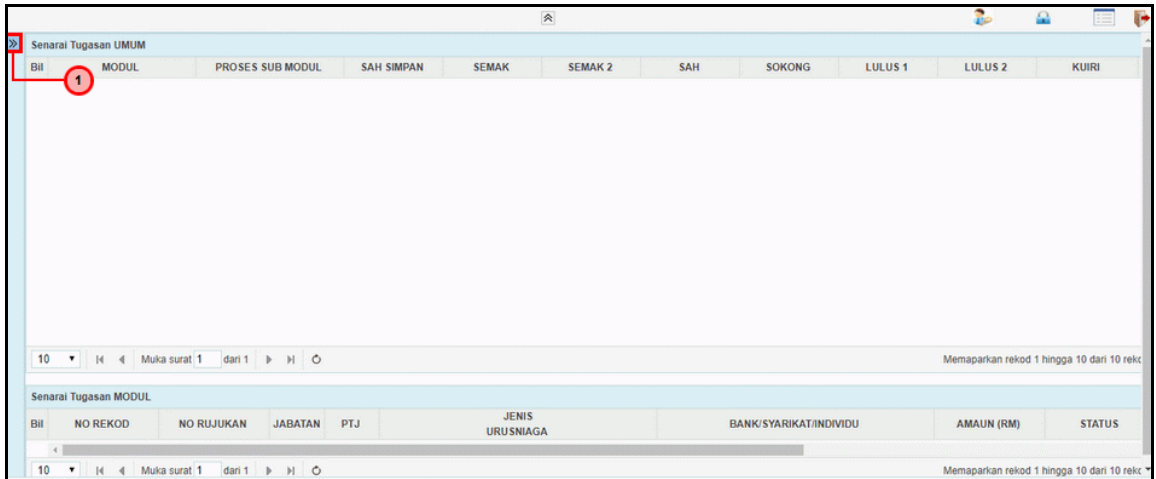 Senarai Tugasan UMUM
Bil MODUL PROSES SUB MODUL SAH SIMPAN SEMAK SEMAK 2 SAH SOKONG LULUS 1 LULUS 2 KUIRI
1
10 Muka surat 1 dari 1 Memaparkan rekod 1 hingga 10 dari 10 reko
Senarai Tugasan MODUL
Bil NO REKOD NO RUJUKAN JABATAN PTJ JENIS URUSNIAGA BANK/SYARIKAT/INDIVIDU AMAUN (RM) STATUS
10 Muka surat 1 dari 1 Memaparkan rekod 1 hingga 10 dari 10 rekc